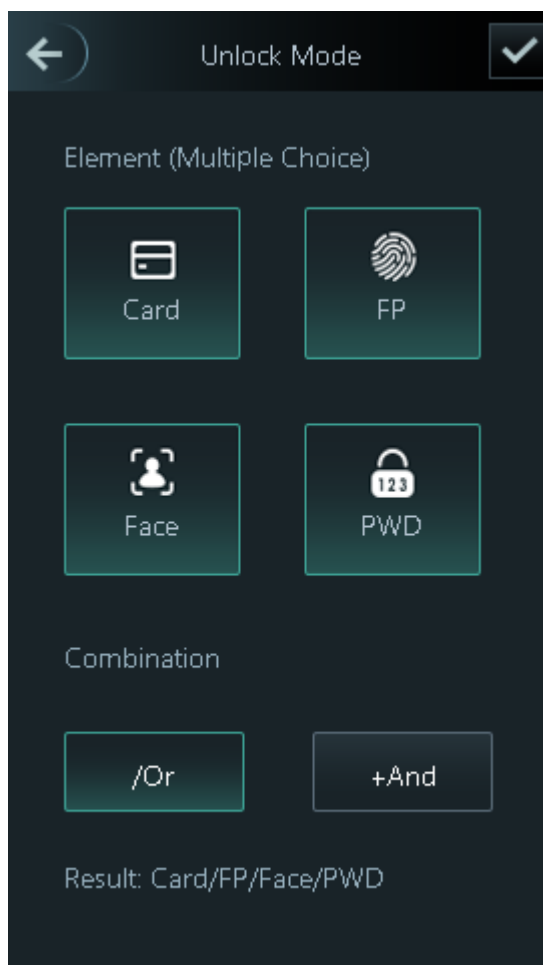 Unlock Mode
Element (Multiple Choice)
Card
FP
Face
123
PWD
Combination
/Or
+And
Result: Card/FP/Face/PWD